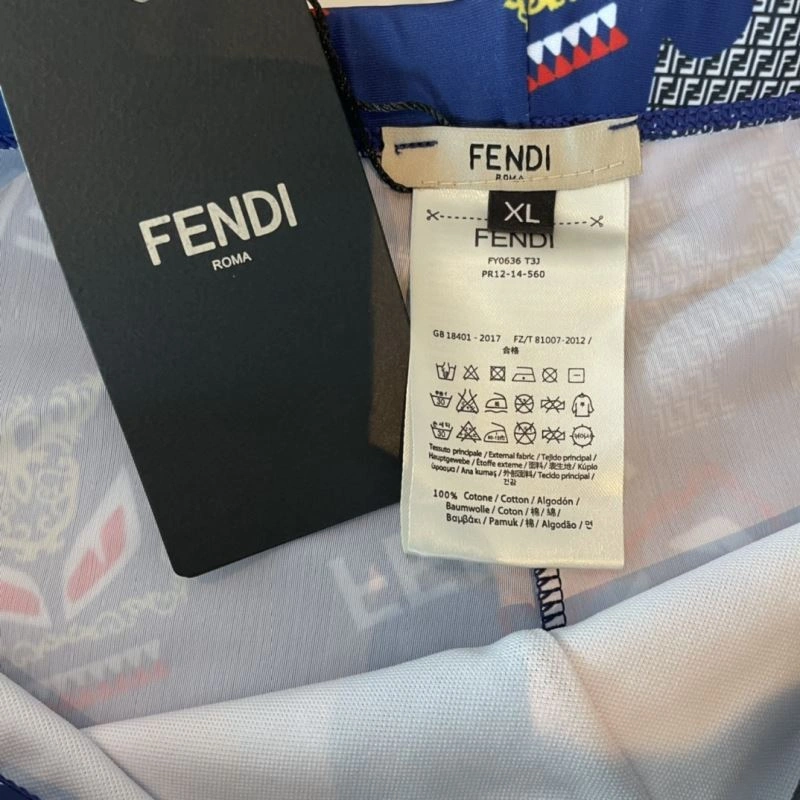 FENDI
ROMA
FENDI
ROMA
XL
FENDI
FY0636 T3J
PR12-14-560
GB 18401 - 2017 FZ/T 81007-2012 /
合格
30
30
Tessuto principale / External fabric / Tejido principal /
Hauptgewebe / Étoffe externe / 面料 / 表生地 / Κύριο
ύφασμα / Ana kumaş / 外部面料 / Tecido principal /
겉감
100% Cotone / Cotton / Algodón /
Baumwolle / Coton / 棉 / 綿 /
Βαμβάκι / Pamuk / 棉 / Algodão / 면